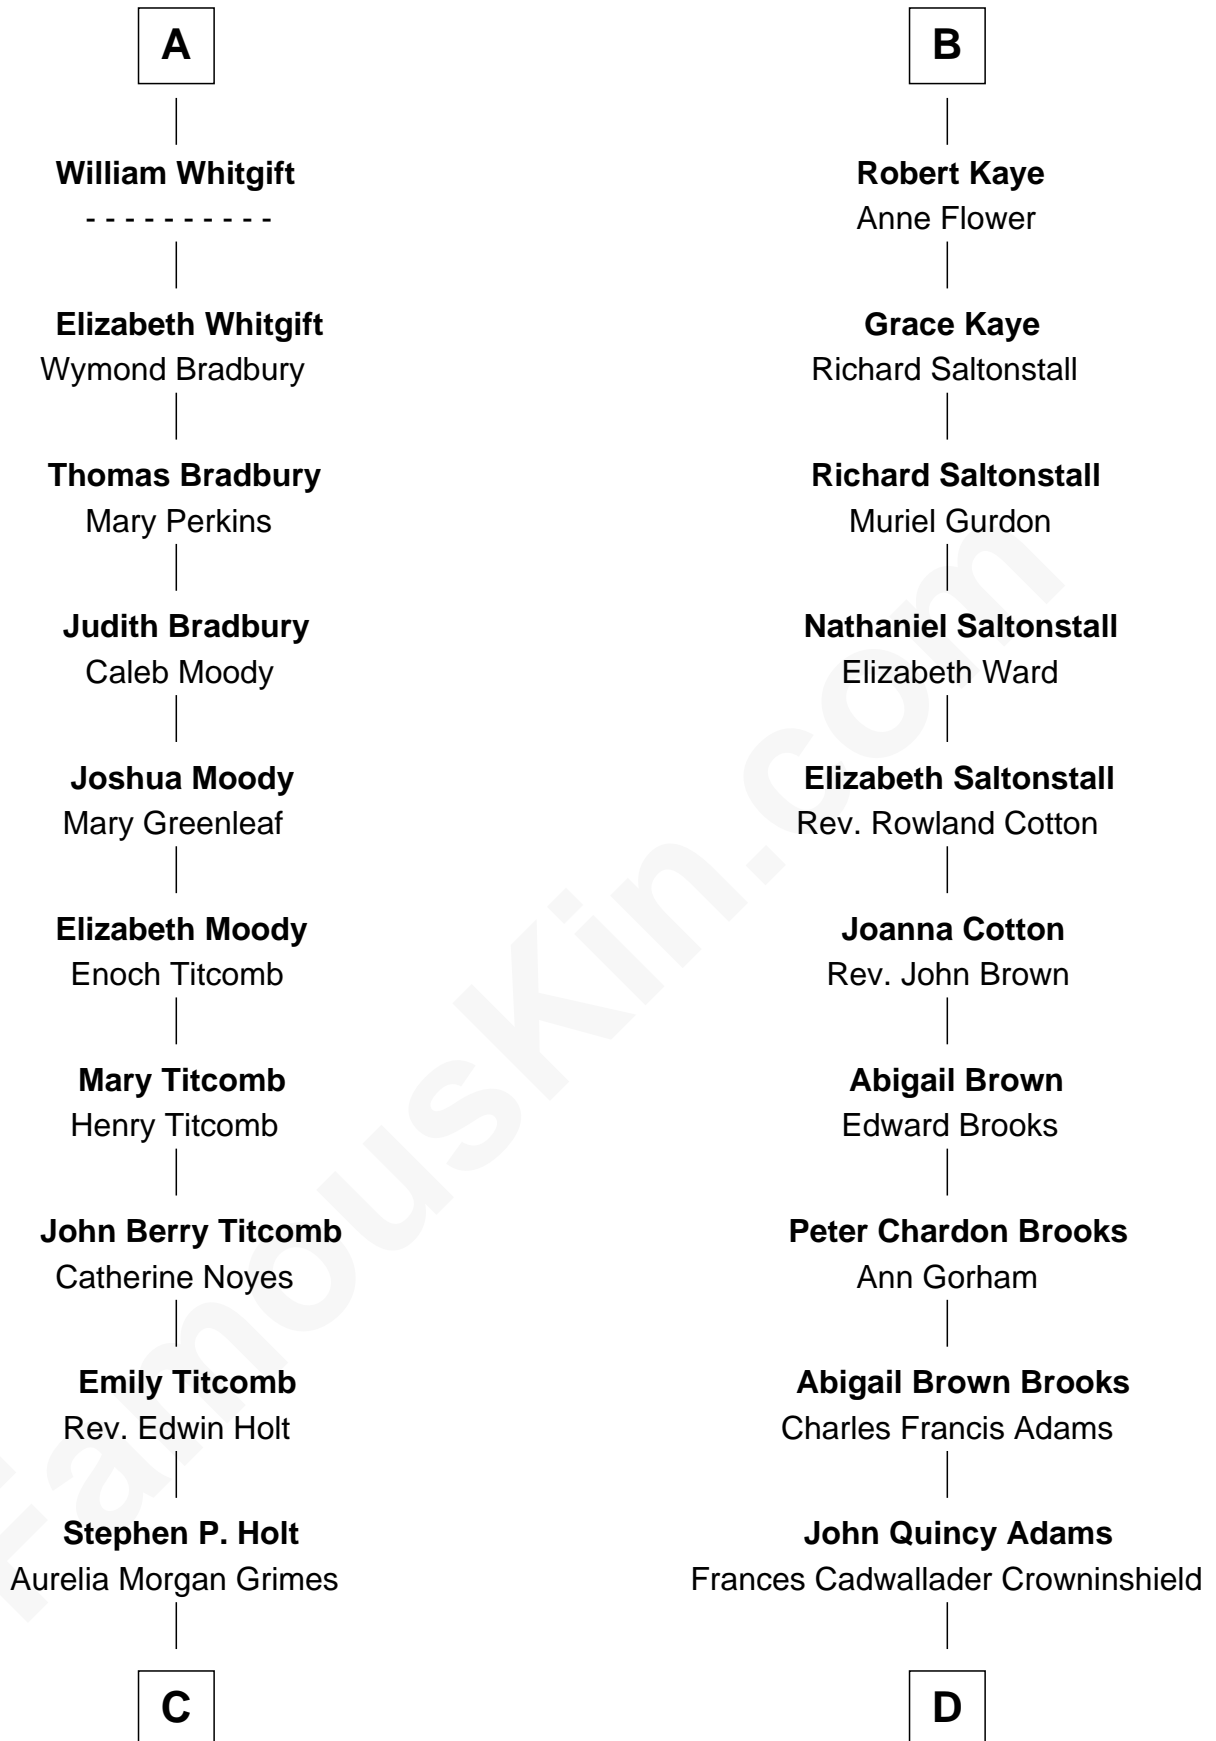 A
William Whitgift
- - - - - - - - - -
Elizabeth Whitgift
Wymond Bradbury
Thomas Bradbury
Mary Perkins
Judith Bradbury
Caleb Moody
Joshua Moody
Mary Greenleaf
Elizabeth Moody
Enoch Titcomb
Mary Titcomb
Henry Titcomb
John Berry Titcomb
Catherine Noyes
Emily Titcomb
Rev. Edwin Holt
Stephen P. Holt
Aurelia Morgan Grimes
C
B
Robert Kaye
Anne Flower
Grace Kaye
Richard Saltonstall
Richard Saltonstall
Muriel Gurdon
Nathaniel Saltonstall
Elizabeth Ward
Elizabeth Saltonstall
Rev. Rowland Cotton
Joanna Cotton
Rev. John Brown
Abigail Brown
Edward Brooks
Peter Chardon Brooks
Ann Gorham
Abigail Brown Brooks
Charles Francis Adams
John Quincy Adams
Frances Cadwallader Crowninshield
D
FamousKin.com